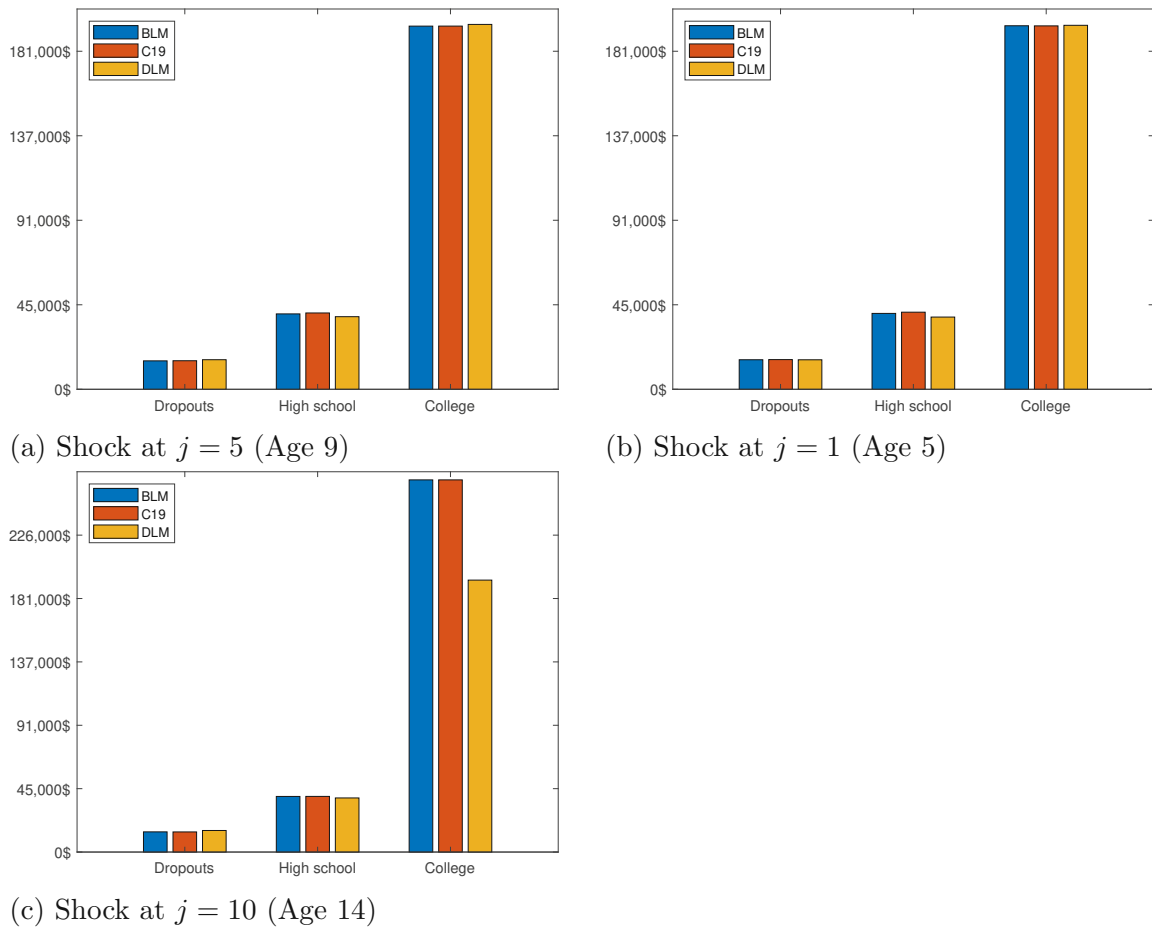 BLM
C19
DLM
181,000$
137,000$
91,000$
45,000$
0$
Dropouts High school College
(a) Shock at j = 5 (Age 9)
BLM
C19
DLM
181,000$
137,000$
91,000$
45,000$
0$
Dropouts High school College
(b) Shock at j = 1 (Age 5)
BLM
C19
DLM
226,000$
181,000$
137,000$
91,000$
45,000$
0$
Dropouts High school College
(c) Shock at j = 10 (Age 14)